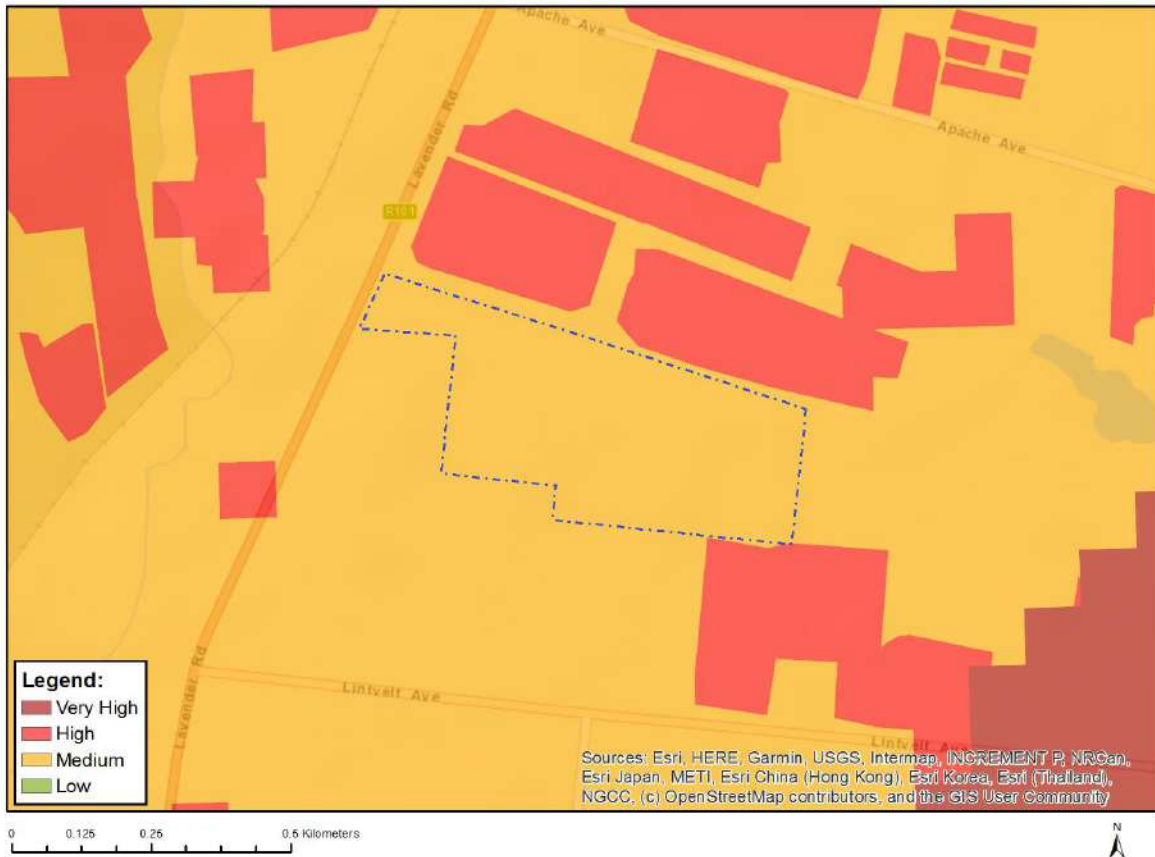 Apache Ave
Lavender Rd
Apache Ave
R101
Lavender Rd
Lintvelt Ave
Lintvelt Ave
Legend:
Very High
High
Medium
Low
Sources: Esri, HERE, Garmin, USGS, Intermap, INCREMENT P, NRCan,
Esri Japan, METI, Esri China (Hong Kong), Esri Korea, Esri (Thailand),
NGCC, (c) OpenStreetMap contributors, and the GIS User Community
0 0.125 0.25 0.5 Kilometers
N